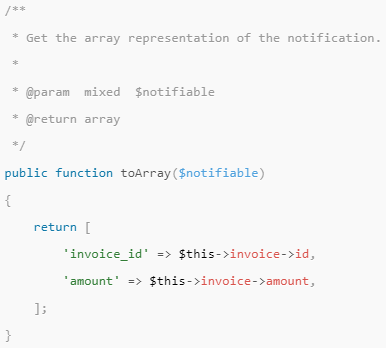 /**
 * Get the array representation of the notification.
 *
 * @param  mixed  $notifiable
 * @return array
 */
public function toArray($notifiable)
{
    return [
        'invoice_id' => $this->invoice->id,
        'amount' => $this->invoice->amount,
    ];
}